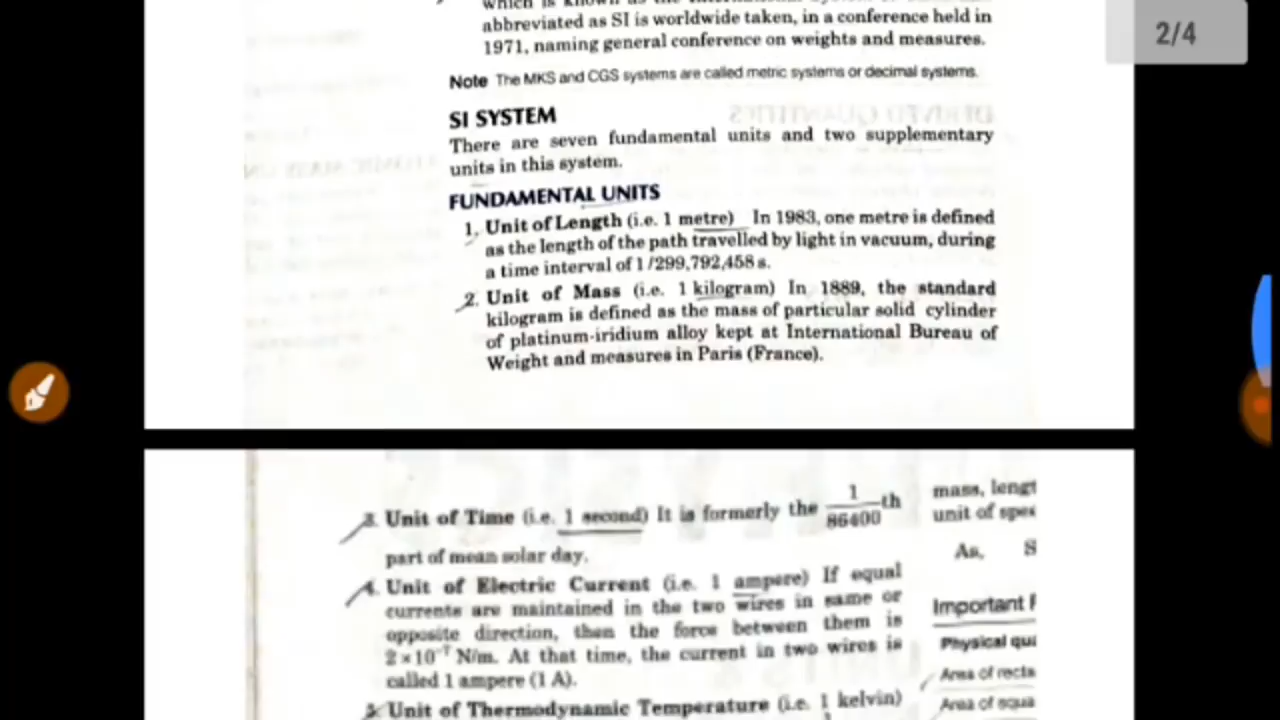 2/4
abbreviated as SI is worldwide taken, in a conference held in
1971, naming general conference on weights and measures.
Note The MKS and CGS systems are called metric systems or decimal systems.
SI SYSTEM
There are seven fundamental units and two supplementary
units in this system.
FUNDAMENTAL UNITS
1. Unit of Length (i.e. 1 metre) In 1983, one metre is defined
as the length of the path travelled by light in vacuum, during
a time interval of 1/299,792,458 s.
2. Unit of Mass (i.e. 1 kilogram) In 1889, the standard
kilogram is defined as the mass of particular solid cylinder
of platinum-iridium alloy kept at International Bureau of
Weight and measures in Paris (France).
3. Unit of Time (i.e. 1 second) It is formerly the 1/86400 th
part of mean solar day.
4. Unit of Electric Current (i.e. 1 ampere) If equal
currents are maintained in the two wires in same or
opposite direction, then the force between them is
2×10⁻⁷ N/m. At that time, the current in two wires is
called 1 ampere (1 A).
5. Unit of Thermodynamic Temperature (i.e. 1 kelvin)
mass, lengt
unit of spe
As, S
Important F
Physical qua
Area of recta
Area of squa